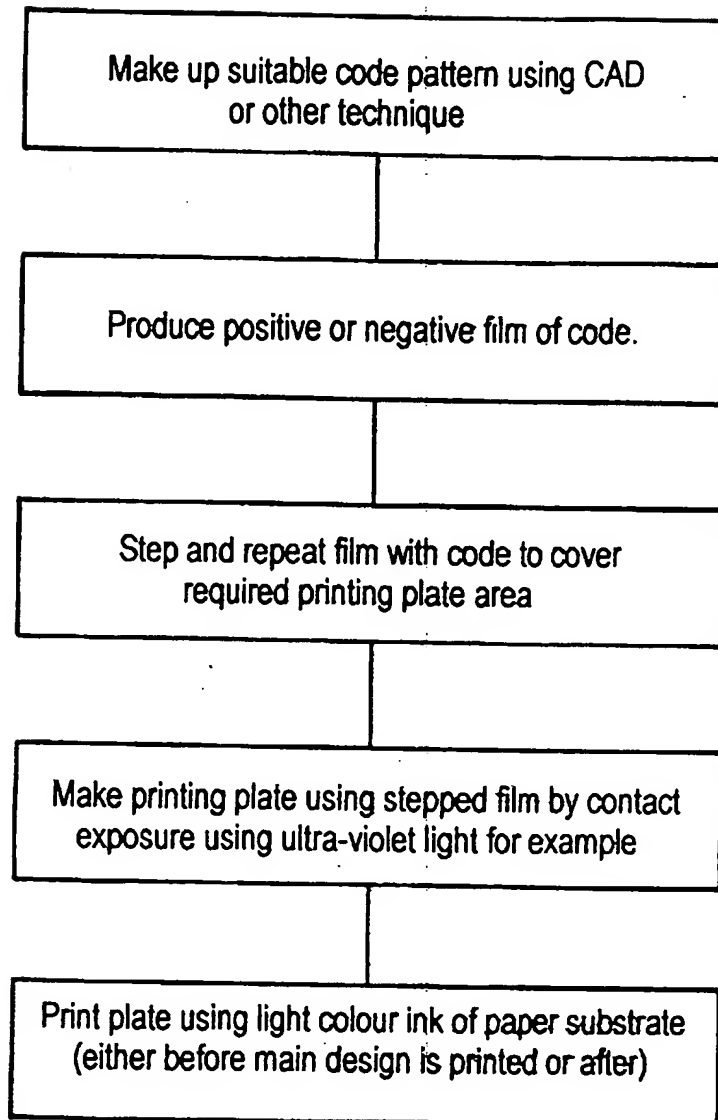 Make up suitable code pattern using CAD
or other technique
Produce positive or negative film of code.
Step and repeat film with code to cover
required printing plate area
Make printing plate using stepped film by contact
exposure using ultra-violet light for example
Print plate using light colour ink of paper substrate
(either before main design is printed or after)